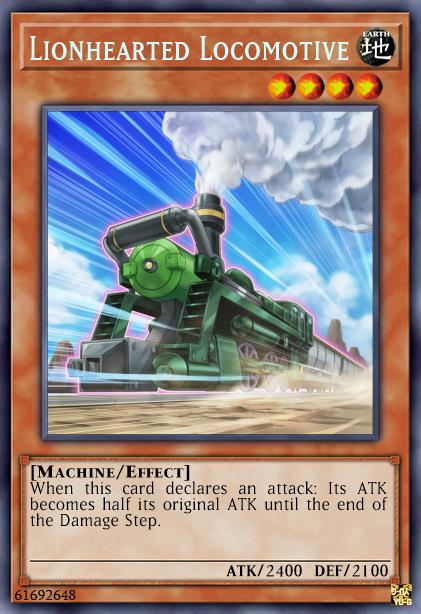 Lionhearted Locomotive
EARTH
地
[Machine/Effect]
When this card declares an attack: Its ATK
becomes half its original ATK until the end of
the Damage Step.
ATK/2400 DEF/2100
61692648